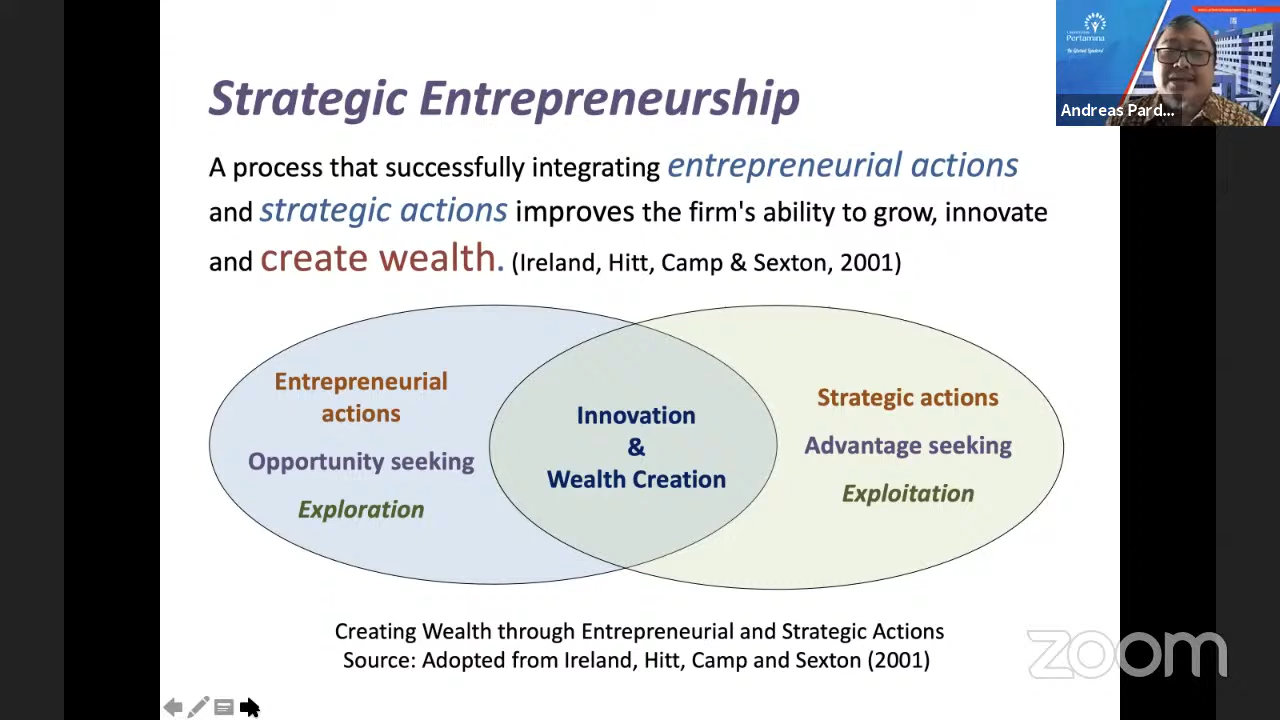 Strategic Entrepreneurship
A process that successfully integrating entrepreneurial actions
and strategic actions improves the firm's ability to grow, innovate
and create wealth. (Ireland, Hitt, Camp & Sexton, 2001)
Entrepreneurial
actions
Opportunity seeking
Exploration
Innovation
&
Wealth Creation
Strategic actions
Advantage seeking
Exploitation
Creating Wealth through Entrepreneurial and Strategic Actions
Source: Adopted from Ireland, Hitt, Camp and Sexton (2001)
Pertamina
Andreas Pard...
zoom